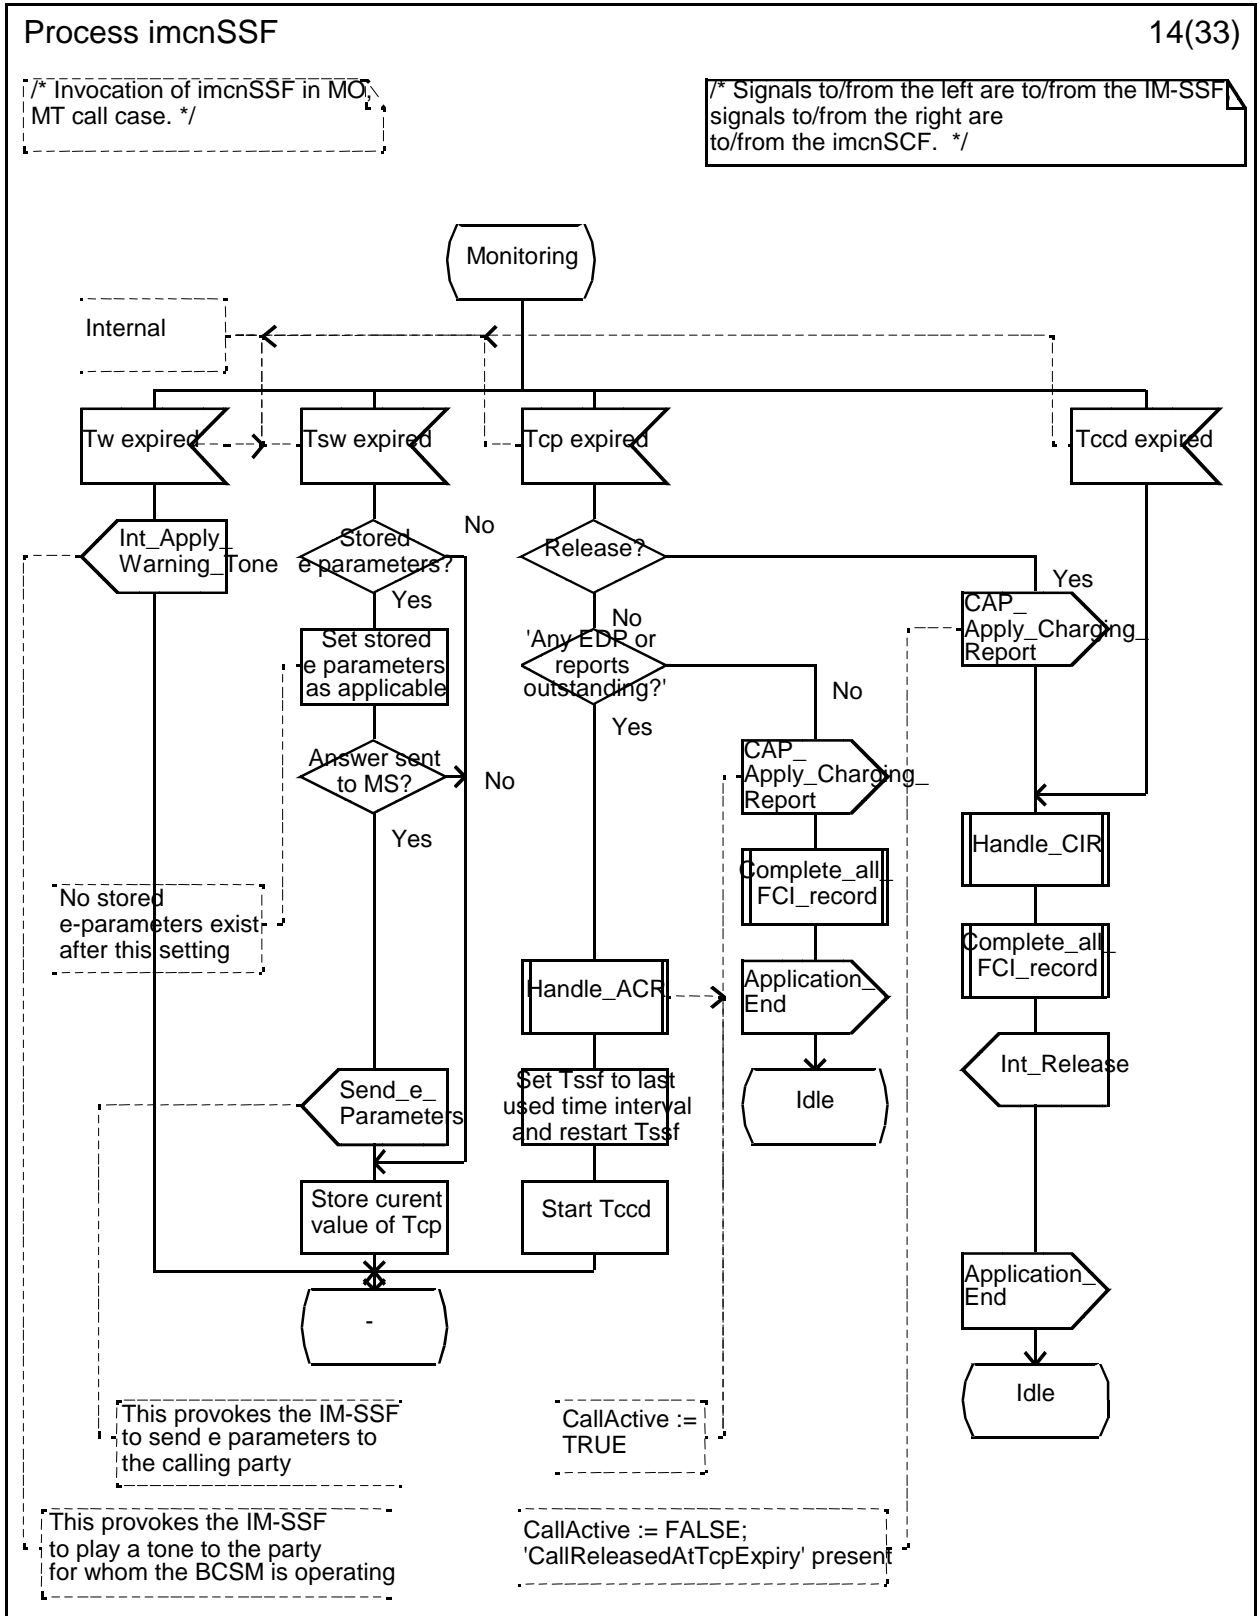 Process imcnSSF
14(33)
/* Invocation of imcnSSF in MO,
MT call case. */
/* Signals to/from the left are to/from the IM-SSF;
signals to/from the right are
to/from the imcnSCF. */
Monitoring
Internal
Tw expired
Tsw expired
Tcp expired
Tccd expired
Int_Apply_
Warning_Tone
Stored
e parameters?
No
Yes
Release?
No
Yes
CAP_
Apply_Charging_
Report
Set stored
e parameters
as applicable
'Any EDP or
reports
outstanding?'
No
Yes
Answer sent
to MS?
No
Yes
CAP_
Apply_Charging_
Report
Handle_CIR
No stored
e-parameters exist
after this setting
Complete_all_
FCI_record
Complete_all_
FCI_record
Handle_ACR
Application_
End
Int_Release
Send_e_
Parameters
Set Tssf to last
used time interval
and restart Tssf
Idle
Store curent
value of Tcp
Start Tccd
Application_
End
-
Idle
This provokes the IM-SSF
to send e parameters to
the calling party
CallActive :=
TRUE
This provokes the IM-SSF
to play a tone to the party
for whom the BCSM is operating
CallActive := FALSE;
'CallReleasedAtTcpExpiry' present